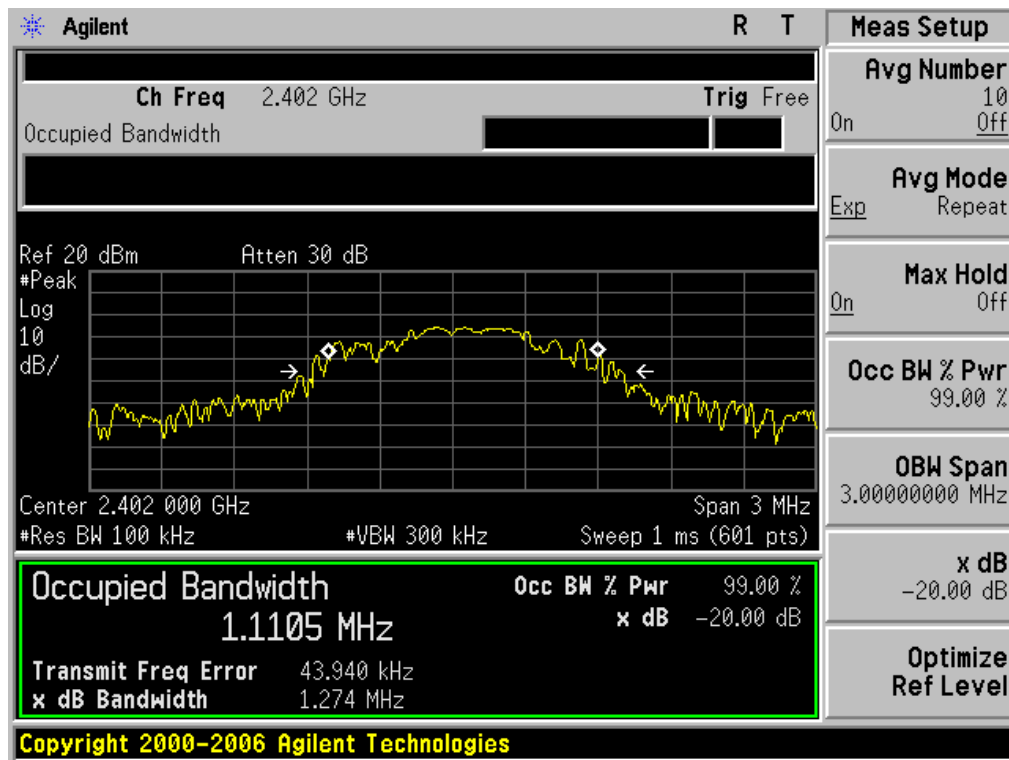 Agilent R T
Ch Freq 2.402 GHz Trig Free
Occupied Bandwidth
Ref 20 dBm Atten 30 dB
#Peak
Log
10
dB/
Center 2.402 000 GHz Span 3 MHz
#Res BW 100 kHz #VBW 300 kHz Sweep 1 ms (601 pts)
Occupied Bandwidth Occ BW % Pwr 99.00 %
1.1105 MHz x dB -20.00 dB
Transmit Freq Error 43.940 kHz
x dB Bandwidth 1.274 MHz
Copyright 2000-2006 Agilent Technologies
Meas Setup
Avg Number
10
On Off
Avg Mode
Exp Repeat
Max Hold
On Off
Occ BW % Pwr
99.00 %
OBW Span
3.00000000 MHz
x dB
-20.00 dB
Optimize
Ref Level